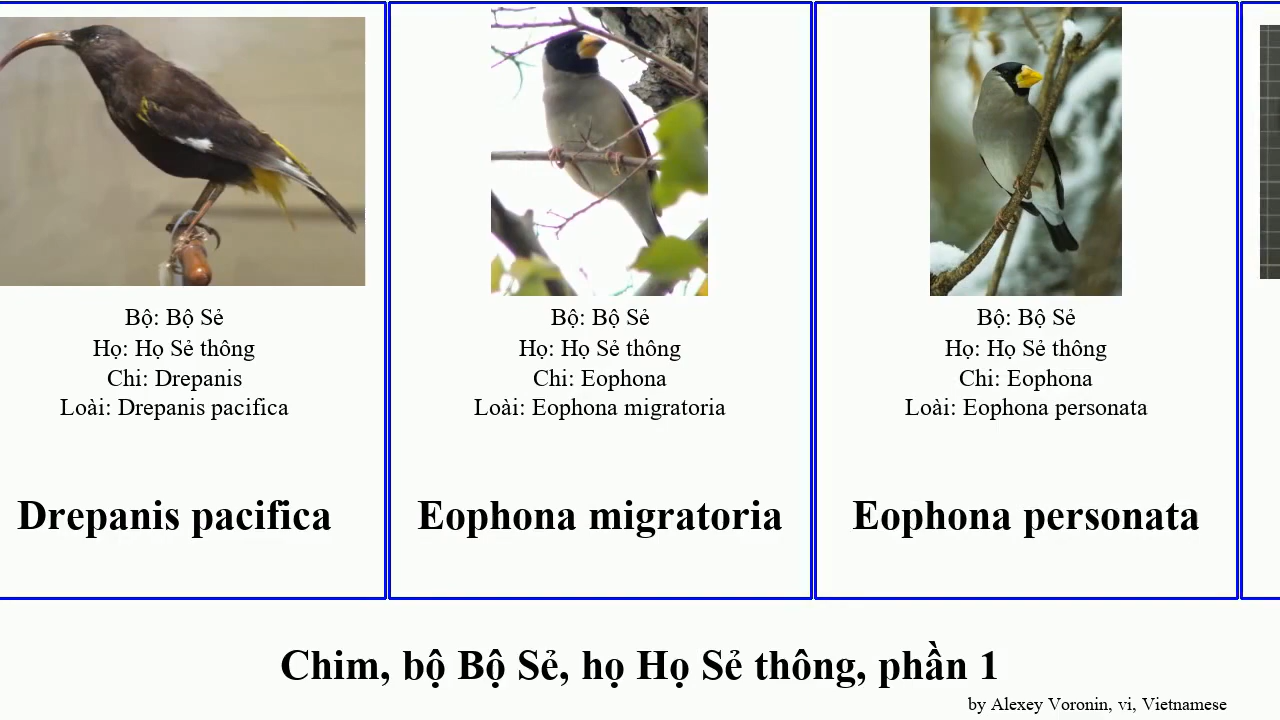 Bộ: Bộ Sẻ
Họ: Họ Sẻ thông
Chi: Drepanis
Loài: Drepanis pacifica
Drepanis pacifica
Bộ: Bộ Sẻ
Họ: Họ Sẻ thông
Chi: Eophona
Loài: Eophona migratoria
Eophona migratoria
Bộ: Bộ Sẻ
Họ: Họ Sẻ thông
Chi: Eophona
Loài: Eophona personata
Eophona personata
Chim, bộ Bộ Sẻ, họ Họ Sẻ thông, phần 1
by Alexey Voronin, vi, Vietnamese